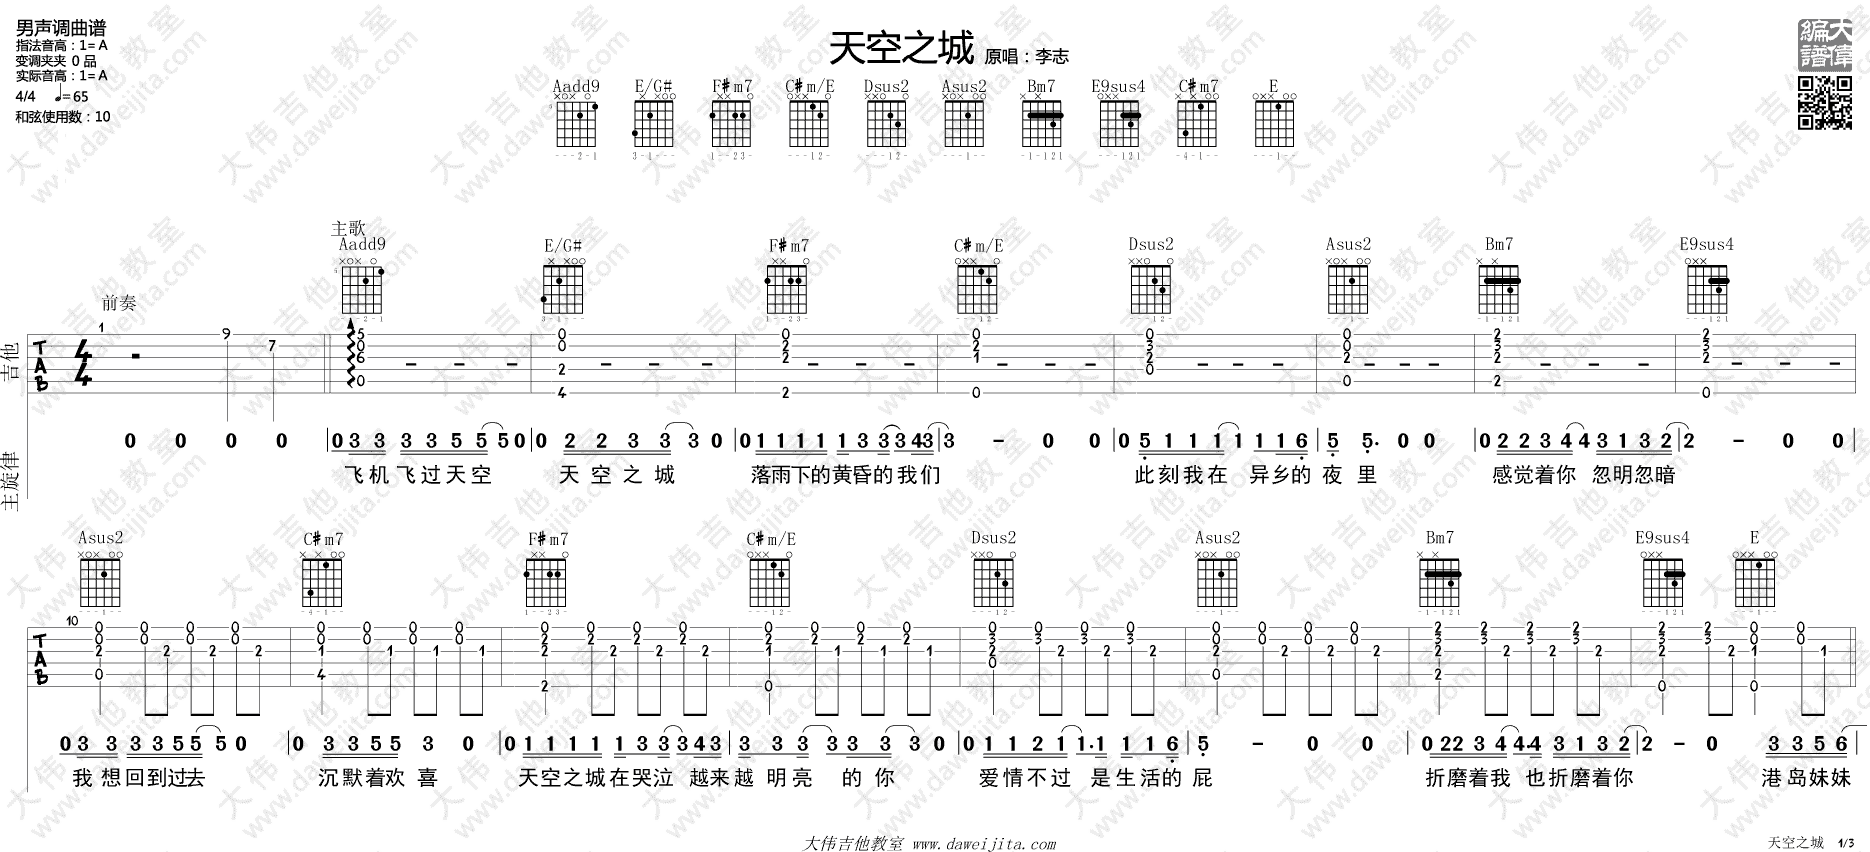 男声调曲谱
指法音高：1=A
变调夹夹 0 品
实际音高：1=A
4/4 ♩=65
和弦使用数：10
天空之城 原唱：李志
大偉編譜
Aadd9 E/G# F#m7 C#m/E Dsus2 Asus2 Bm7 E9sus4 C#m7 E
主歌
Aadd9 E/G# F#m7 C#m/E Dsus2 Asus2 Bm7 E9sus4
前奏
1
吉他
TAB
4/4
9 7
主旋律
0 0 0 0 | 0 3 3 3 3 5 5 5 5 0 | 0 2 2 3 3 3 0 | 0 1 1 1 1 1 3 3 3 4 3 | 3 - 0 0 | 0 5 1 1 1 1 1 1 6 | 5 5. 0 0 | 0 2 2 3 4 4 3 1 3 2 | 2 - 0 0
飞机 飞过天空 天空之城 落雨下的黄昏的我们 此刻我在 异乡的 夜里 感觉着你 忽明忽暗
Asus2 C#m7 F#m7 C#m/E Dsus2 Asus2 Bm7 E9sus4 E
10
TAB
0 3 3 3 3 5 5 5 5 0 | 0 3 3 5 5 3 0 | 0 1 1 1 1 1 3 3 3 4 3 | 3 3 3 3 3 3 0 | 0 1 1 2 1 1. 1 1 1 6 | 5 - 0 0 | 0 2 2 3 4 4. 4 3 1 3 2 | 2 - 0 3 3 5 6
我想回到过去 沉默着欢喜 天空之城在哭泣 越来越明亮 的你 爱情不过 是生活的屁 折磨着我 也折磨着你 港岛妹妹
大伟吉他教室 www.daweijita.com
天空之城 1/3